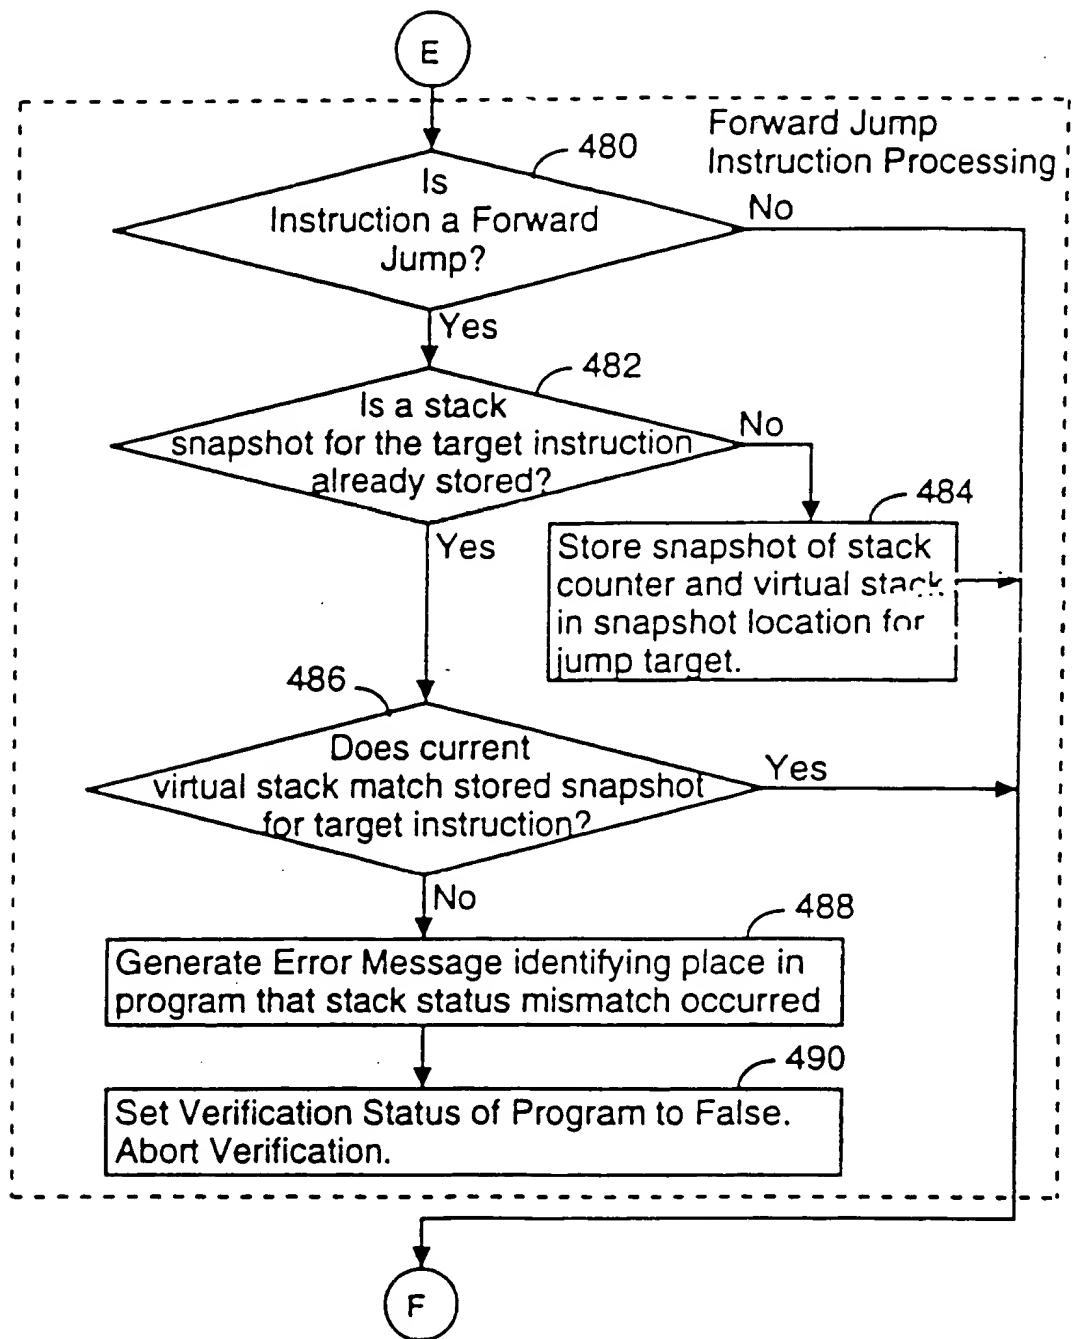 E
Forward Jump
Instruction Processing
480
Is
Instruction a Forward
Jump?
No
Yes
482
Is a stack
snapshot for the target instruction
already stored?
No
Yes
484
Store snapshot of stack
counter and virtual stack
in snapshot location for
jump target.
486
Does current
virtual stack match stored snapshot
for target instruction?
Yes
No
488
Generate Error Message identifying place in
program that stack status mismatch occurred
490
Set Verification Status of Program to False.
Abort Verification.
F